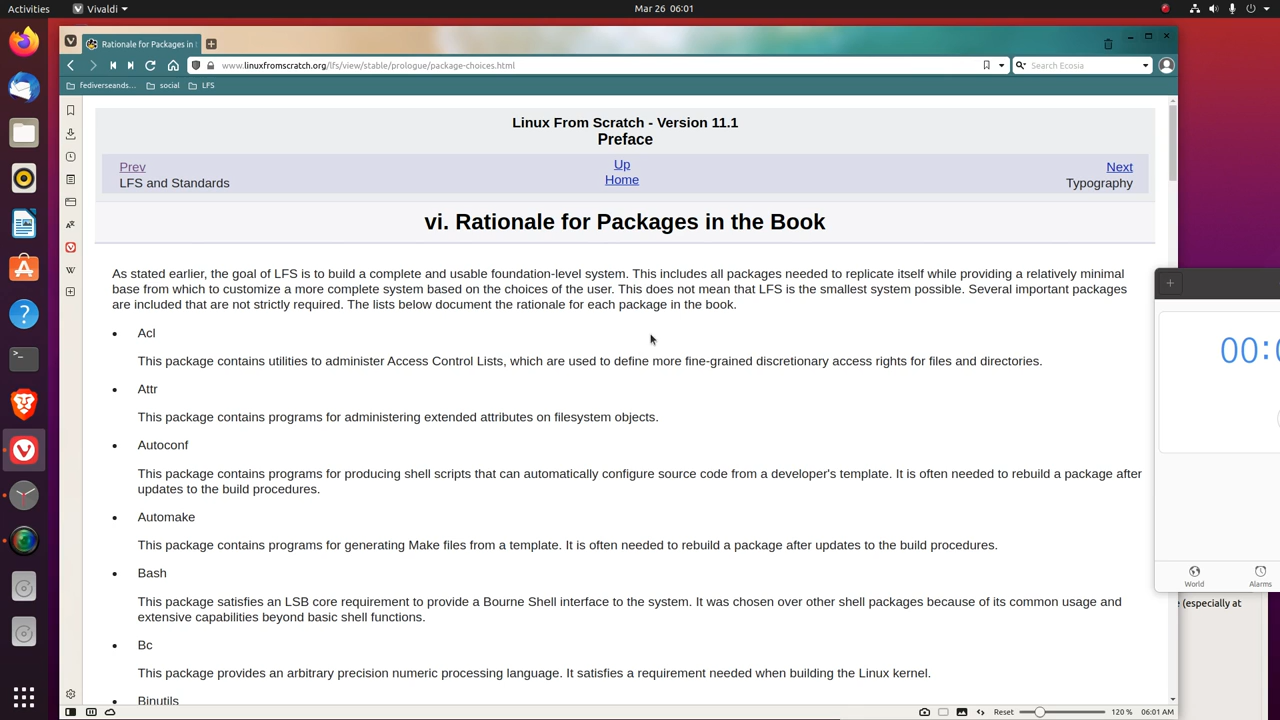 Activities
Vivaldi
Mar 26 06:01
Rationale for Packages in t
www.linuxfromscratch.org/lfs/view/stable/prologue/package-choices.html
Search Ecosia
fediverseands...
social
LFS
Linux From Scratch - Version 11.1
Preface
Prev
Up
Next
LFS and Standards
Home
Typography
vi. Rationale for Packages in the Book
As stated earlier, the goal of LFS is to build a complete and usable foundation-level system. This includes all packages needed to replicate itself while providing a relatively minimal
base from which to customize a more complete system based on the choices of the user. This does not mean that LFS is the smallest system possible. Several important packages
are included that are not strictly required. The lists below document the rationale for each package in the book.
• Acl
This package contains utilities to administer Access Control Lists, which are used to define more fine-grained discretionary access rights for files and directories.
• Attr
This package contains programs for administering extended attributes on filesystem objects.
• Autoconf
This package contains programs for producing shell scripts that can automatically configure source code from a developer's template. It is often needed to rebuild a package after
updates to the build procedures.
• Automake
This package contains programs for generating Make files from a template. It is often needed to rebuild a package after updates to the build procedures.
• Bash
This package satisfies an LSB core requirement to provide a Bourne Shell interface to the system. It was chosen over other shell packages because of its common usage and
extensive capabilities beyond basic shell functions.
• Bc
This package provides an arbitrary precision numeric processing language. It satisfies a requirement needed when building the Linux kernel.
• Binutils
00:
World
Alarms
e (especially at
Reset
120 %
06:01 AM